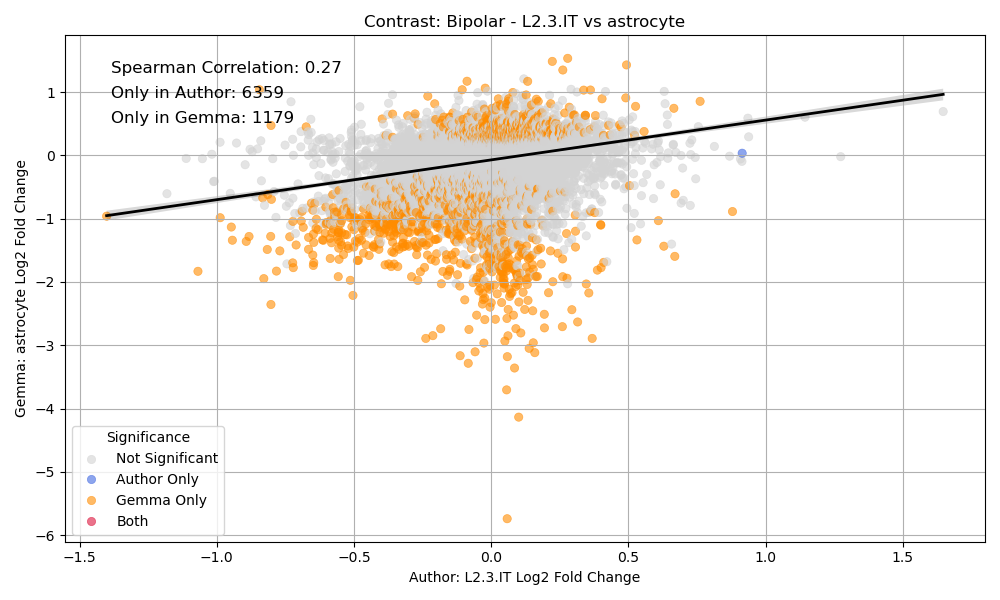 Contrast: Bipolar - L2.3.IT vs astrocyte
Spearman Correlation: 0.27
Only in Author: 6359
Only in Gemma: 1179
Gemma: astrocyte Log2 Fold Change
1
0
−1
−2
−3
−4
−5
−6
Significance
Not Significant
Author Only
Gemma Only
Both
−1.5
−1.0
−0.5
0.0
0.5
1.0
1.5
Author: L2.3.IT Log2 Fold Change